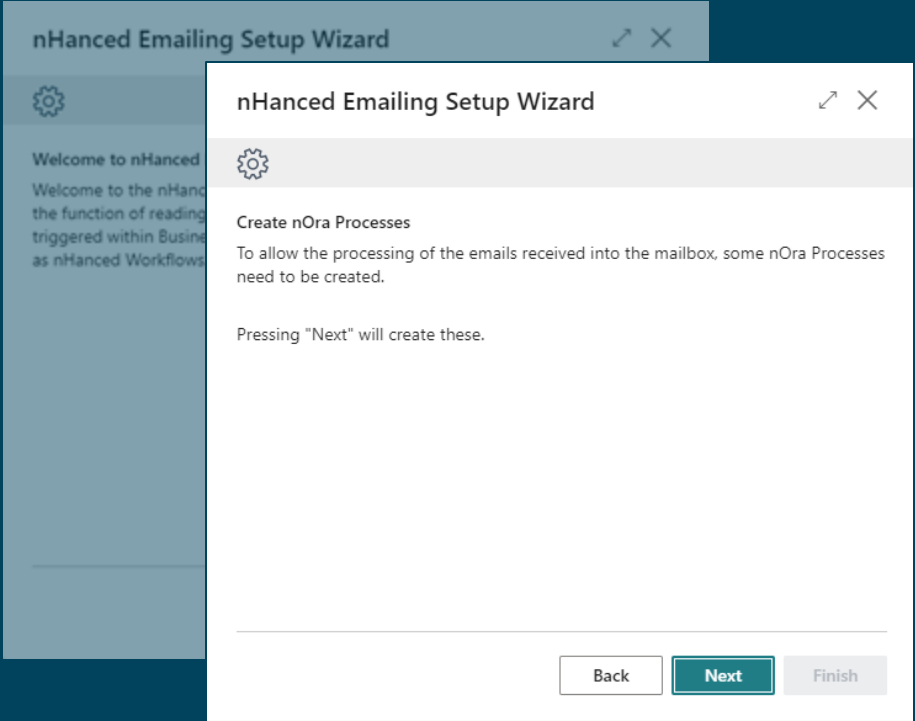 nHanced Emailing Setup Wizard
Welcome to nHanced
Welcome to the nHanc
the function of reading
triggered within Busine
as nHanced Workflows
nHanced Emailing Setup Wizard
Create nOra Processes
To allow the processing of the emails received into the mailbox, some nOra Processes
need to be created.
Pressing "Next" will create these.
Back Next Finish